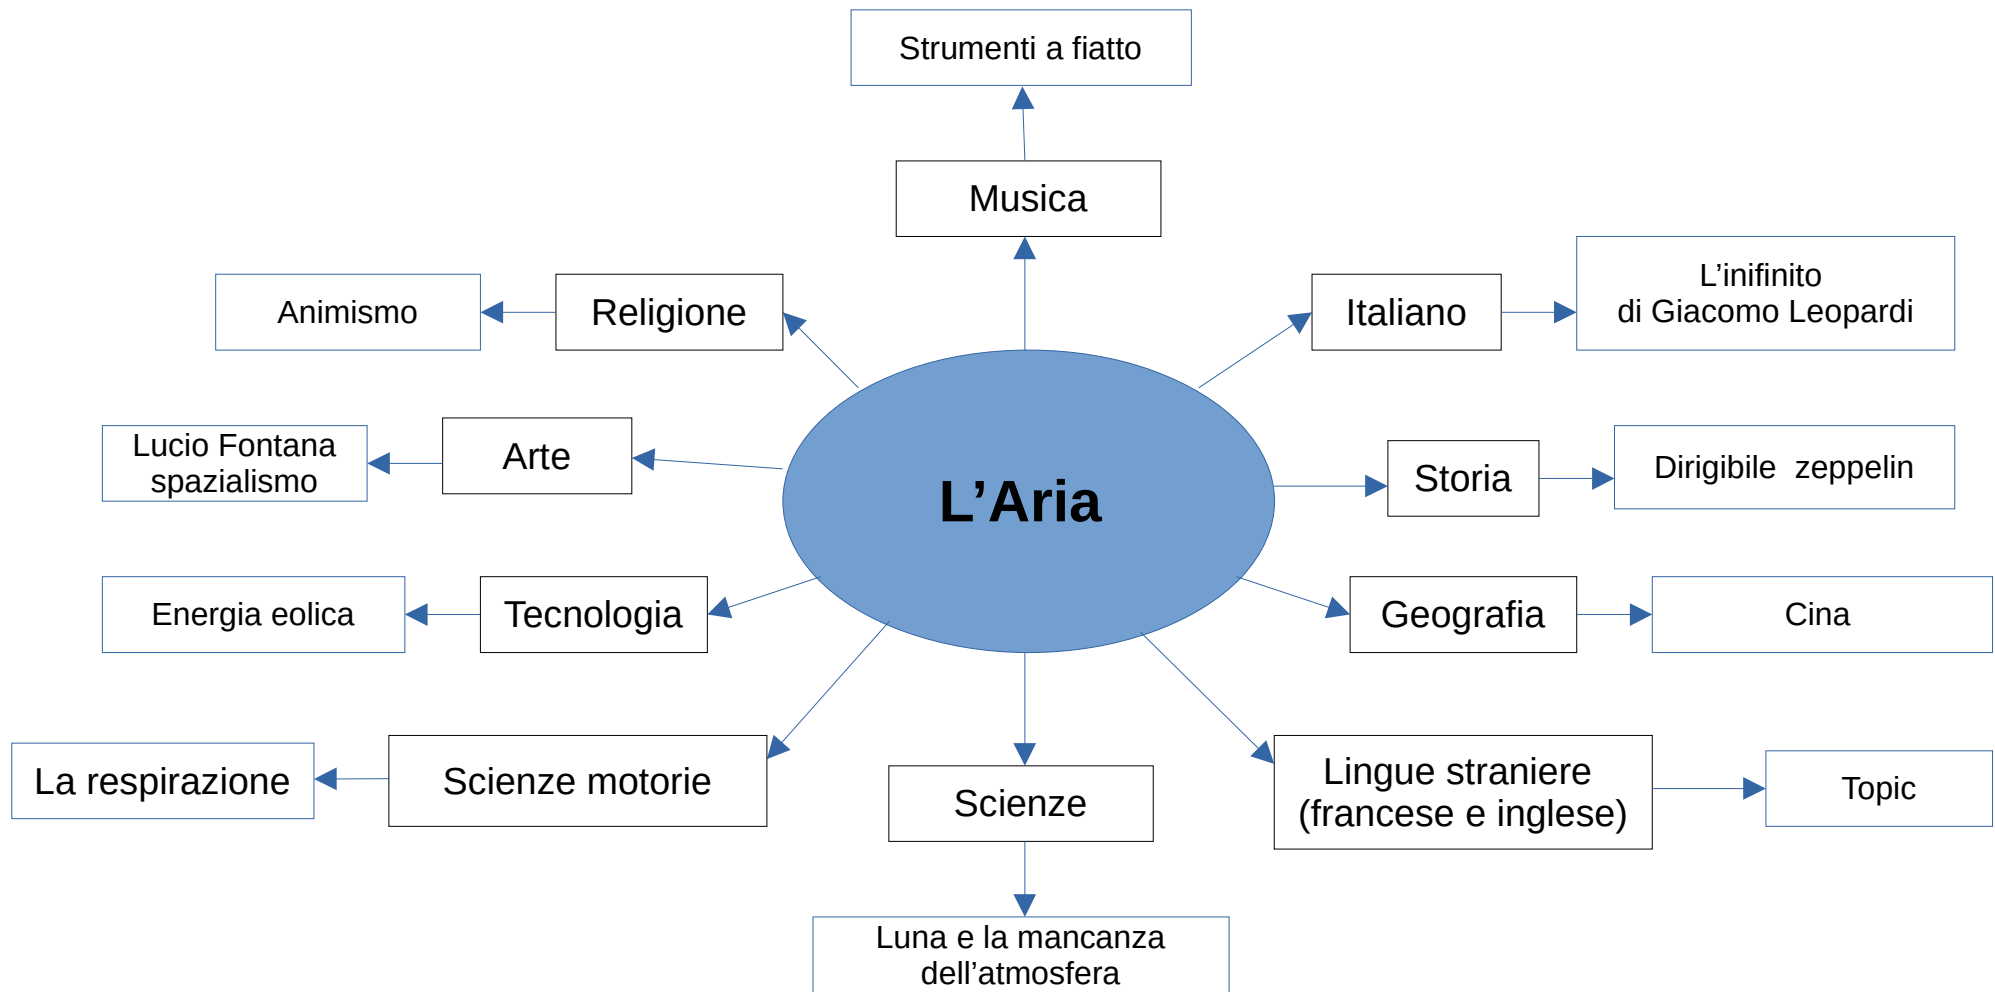 Strumenti a fiatto
Musica
Animismo
Religione
Italiano
L’inifinito
di Giacomo Leopardi
Lucio Fontana
spazialismo
Arte
L’Aria
Storia
Dirigibile  zeppelin
Energia eolica
Tecnologia
Geografia
Cina
La respirazione
Scienze motorie
Scienze
Lingue straniere
(francese e inglese)
Topic
Luna e la mancanza
dell’atmosfera